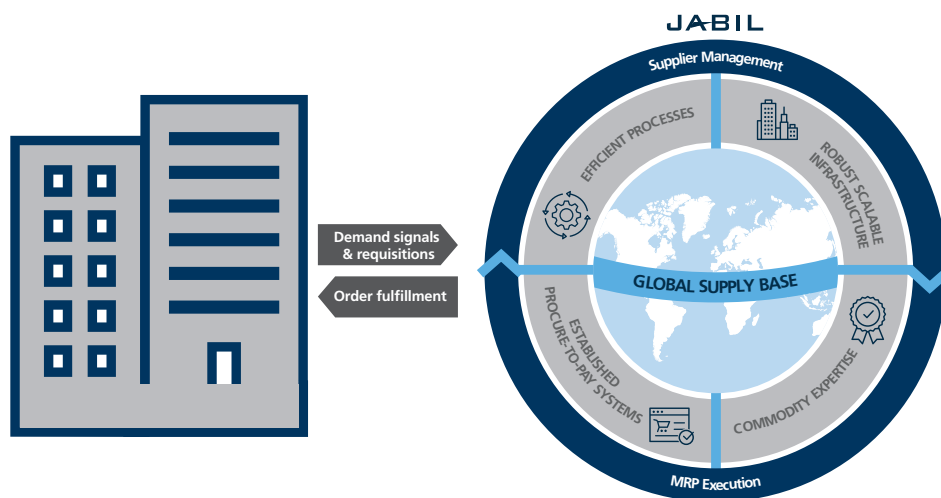 JABIL
Supplier Management
EFFICIENT PROCESSES
ROBUST SCALABLE
INFRASTRUCTURE
Demand signals
& requisitions
Order fulfillment
GLOBAL SUPPLY BASE
ESTABLISHED
PROCURE-TO-PAY SYSTEMS
COMMODITY EXPERTISE
MRP Execution